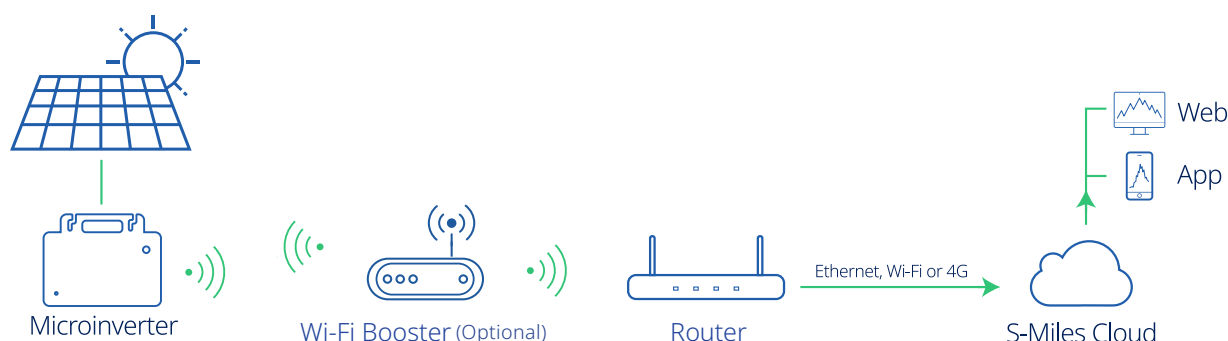 Web
App
Ethernet, Wi-Fi or 4G
Microinverter
Wi-Fi Booster (Optional)
Router
S-Miles Cloud